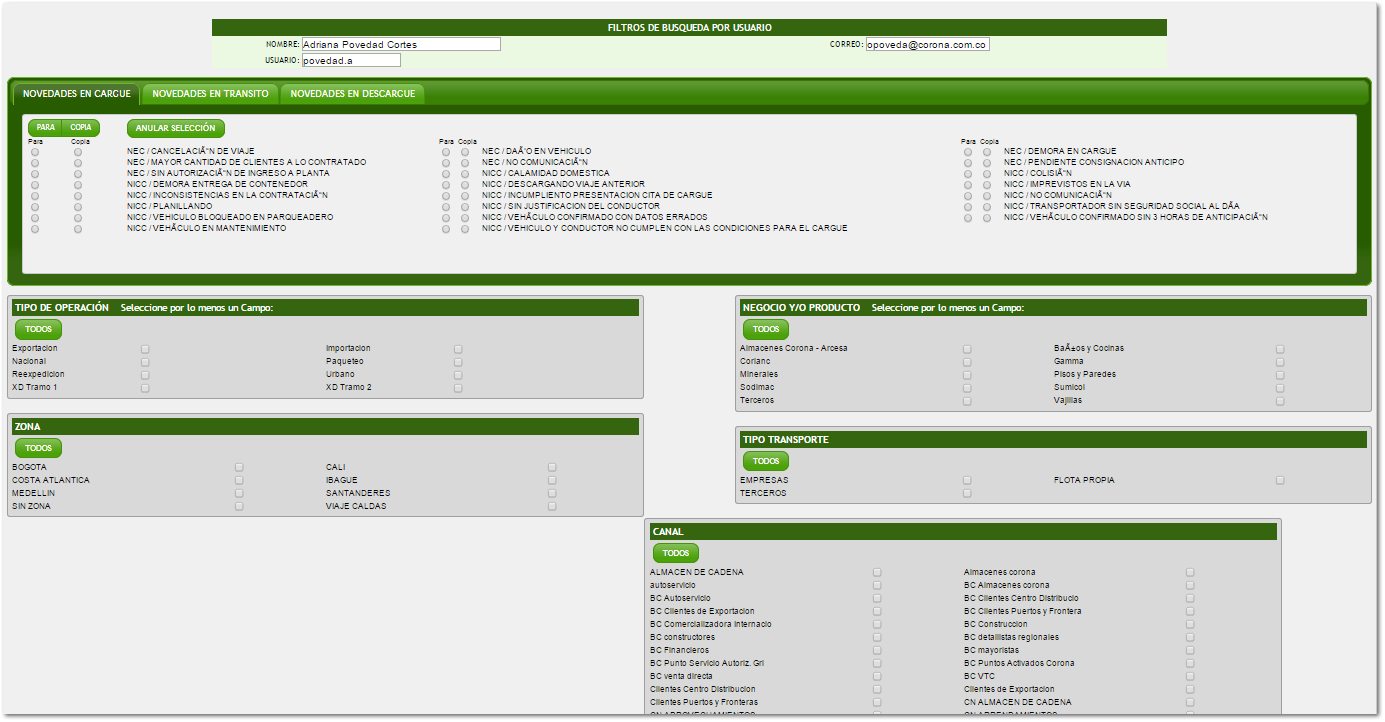 FILTROS DE BUSQUEDA POR USUARIO
NOMBRE: Adriana Povedad Cortes CORREO: opoveda@corona.com.co
USUARIO: povedad.a
NOVEDADES EN CARGUE NOVEDADES EN TRANSITO NOVEDADES EN DESCARGUE
PARA COPIA ANULAR SELECCIÓN
Para Copia Para Copia Para Copia
NEC / CANCELACIÃ“N DE VIAJE NEC / DAÃ‘O EN VEHICULO NEC / DEMORA EN CARGUE
NEC / MAYOR CANTIDAD DE CLIENTES A LO CONTRATADO NEC / NO COMUNICACIÃ“N NEC / PENDIENTE CONSIGNACION ANTICIPO
NEC / SIN AUTORIZACIÃ“N DE INGRESO A PLANTA NICC / CALAMIDAD DOMESTICA NICC / COLISIÃ“N
NICC / DEMORA ENTREGA DE CONTENEDOR NICC / DESCARGANDO VIAJE ANTERIOR NICC / IMPREVISTOS EN LA VIA
NICC / INCONSISTENCIAS EN LA CONTRATACIÃ“N NICC / INCUMPLIENTO PRESENTACION CITA DE CARGUE NICC / NO COMUNICACIÃ“N
NICC / PLANILLANDO NICC / SIN JUSTIFICACION DEL CONDUCTOR NICC / TRANSPORTADOR SIN SEGURIDAD SOCIAL AL DÃA
NICC / VEHICULO BLOQUEADO EN PARQUEADERO NICC / VEHÃCULO CONFIRMADO CON DATOS ERRADOS NICC / VEHÃCULO CONFIRMADO SIN 3 HORAS DE ANTICIPACIÃ“N
NICC / VEHÃCULO EN MANTENIMIENTO NICC / VEHICULO Y CONDUCTOR NO CUMPLEN CON LAS CONDICIONES PARA EL CARGUE
TIPO DE OPERACIÓN Seleccione por lo menos un Campo:
TODOS
Exportacion Importacion
Nacional Paqueteo
Reexpedicion Urbano
XD Tramo 1 XD Tramo 2
NEGOCIO Y/O PRODUCTO Seleccione por lo menos un Campo:
TODOS
Almacenes Corona - Arcesa BaÃ±os y Cocinas
Corlanc Gamma
Minerales Pisos y Paredes
Sodimac Sumicol
Terceros Vajillas
ZONA
TODOS
BOGOTA CALI
COSTA ATLANTICA IBAGUE
MEDELLIN SANTANDERES
SIN ZONA VIAJE CALDAS
TIPO TRANSPORTE
TODOS
EMPRESAS FLOTA PROPIA
TERCEROS
CANAL
TODOS
ALMACEN DE CADENA Almacenes corona
autoservicio BC Almacenes corona
BC Autoservicio BC Clientes Centro Distribucio
BC Clientes de Exportacion BC Clientes Puertos y Frontera
BC Comercializadora Internacio BC Construccion
BC constructores BC detallistas regionales
BC Financieros BC mayoristas
BC Punto Servicio Autoriz. Grl BC Puntos Activados Corona
BC venta directa BC VTC
Clientes Centro Distribucion Clientes de Exportacion
Clientes Puertos y Fronteras CN ALMACEN DE CADENA
CN APROVECHAMIENTOS CN ARRENDAMIENTOS